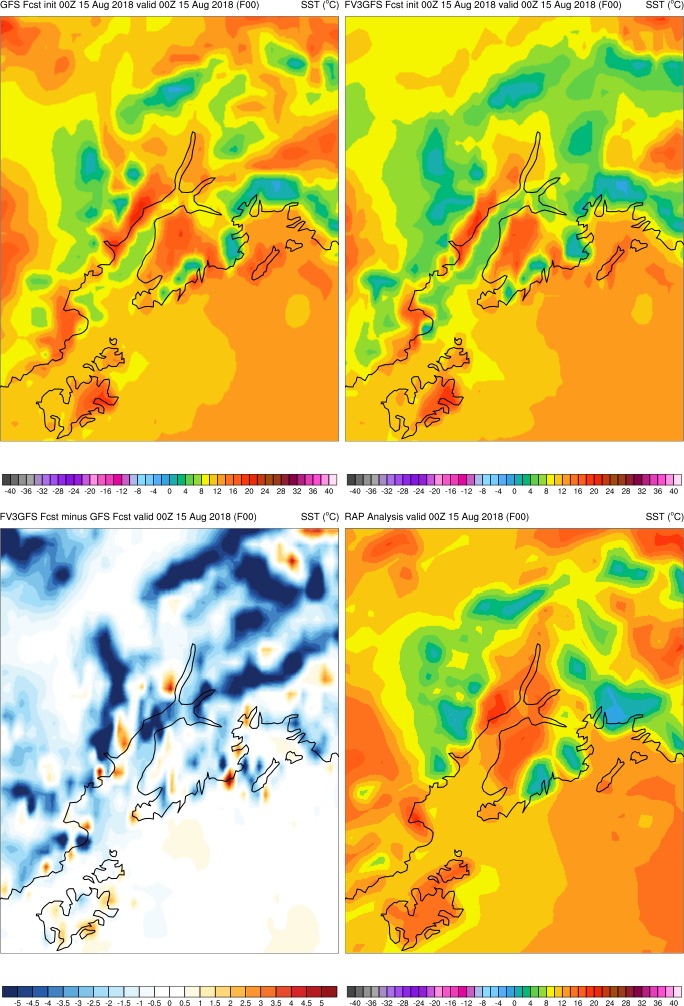 GFS Fcst init 00Z 15 Aug 2018 valid 00Z 15 Aug 2018 (F00) SST (°C)
FV3GFS Fcst init 00Z 15 Aug 2018 valid 00Z 15 Aug 2018 (F00) SST (°C)
-40 -36 -32 -28 -24 -20 -16 -12 -8 -4 0 4 8 12 16 20 24 28 32 36 40
-40 -36 -32 -28 -24 -20 -16 -12 -8 -4 0 4 8 12 16 20 24 28 32 36 40
FV3GFS Fcst minus GFS Fcst valid 00Z 15 Aug 2018 (F00) SST (°C)
RAP Analysis valid 00Z 15 Aug 2018 (F00) SST (°C)
-5 -4.5 -4 -3.5 -3 -2.5 -2 -1.5 -1 -0.5 0 0.5 1 1.5 2 2.5 3 3.5 4 4.5 5
-40 -36 -32 -28 -24 -20 -16 -12 -8 -4 0 4 8 12 16 20 24 28 32 36 40